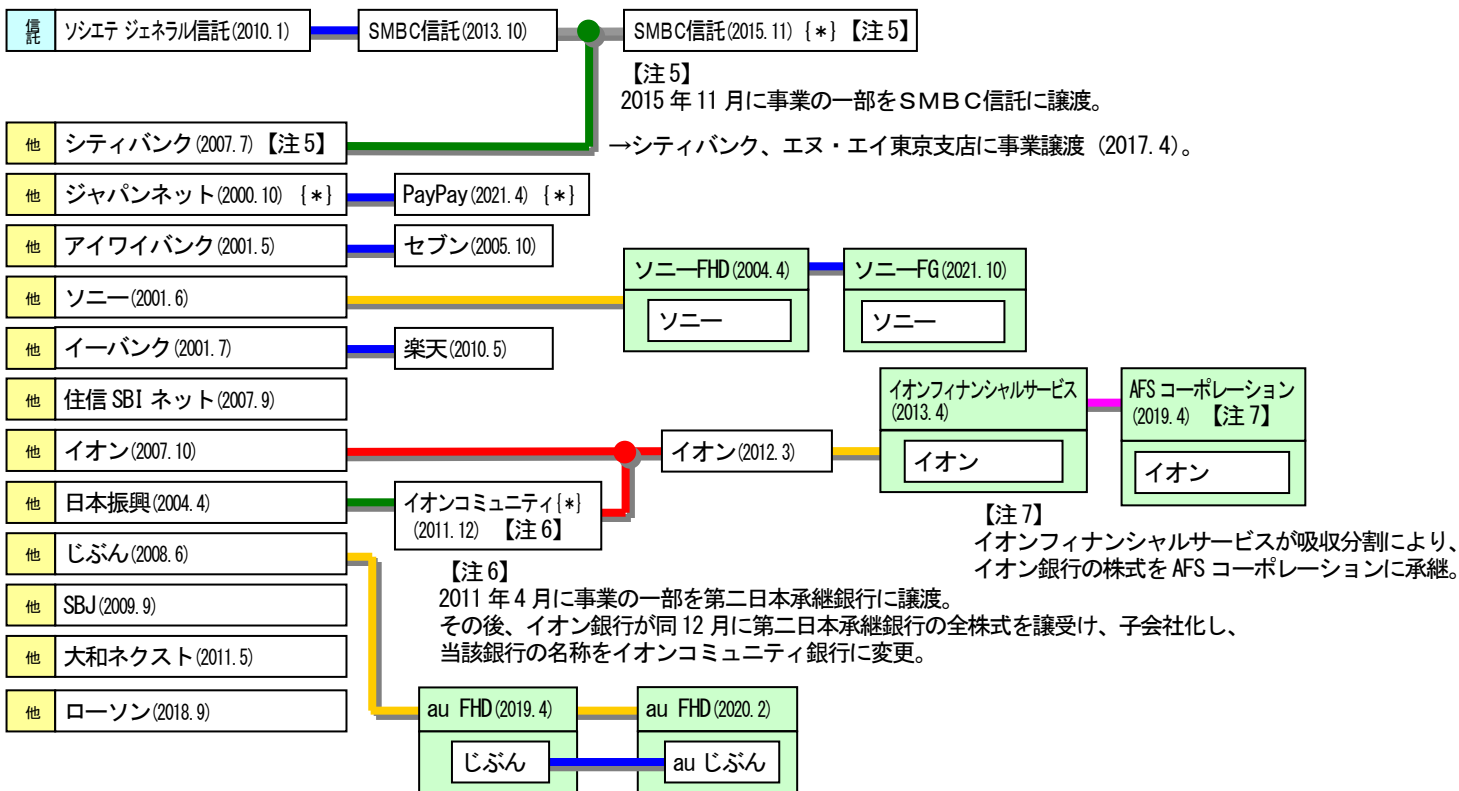 信託 ソシエテ ジェネラル信託(2010.1) SMBC信託(2013.10) SMBC信託(2015.11) {*} 【注5】
【注5】
2015年11月に事業の一部をSMBC信託に譲渡。
他 シティバンク(2007.7)【注5】 →シティバンク、エヌ・エイ東京支店に事業譲渡（2017.4）。
他 ジャパンネット(2000.10) {*} PayPay(2021.4) {*}
他 アイワイバンク(2001.5) セブン(2005.10)
ソニーFHD(2004.4) ソニーFG(2021.10)
他 ソニー(2001.6)
ソニー ソニー
他 イーバンク(2001.7) 楽天(2010.5)
他 住信SBIネット(2007.9)
イオンフィナンシャルサービス
(2013.4)
AFSコーポレーション
(2019.4) 【注7】
他 イオン(2007.10) イオン(2012.3) イオン イオン
他 日本振興(2004.4) イオンコミュニティ{*}
(2011.12) 【注6】
【注7】
イオンフィナンシャルサービスが吸収分割により、
イオン銀行の株式をAFSコーポレーションに承継。
他 じぶん(2008.6)
【注6】
2011年4月に事業の一部を第二日本承継銀行に譲渡。
その後、イオン銀行が同12月に第二日本承継銀行の全株式を譲受け、子会社化し、
当該銀行の名称をイオンコミュニティ銀行に変更。
他 SBJ(2009.9)
他 大和ネクスト(2011.5)
他 ローソン(2018.9)
au FHD(2019.4) au FHD(2020.2)
じぶん auじぶん